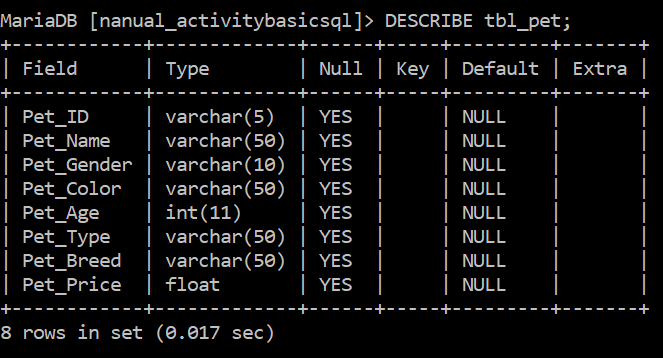 MariaDB [nanual_activitybasicsql]> DESCRIBE tbl_pet;
+------------+-------------+------+-----+---------+-------+
| Field      | Type        | Null | Key | Default | Extra |
+------------+-------------+------+-----+---------+-------+
| Pet_ID     | varchar(5)  | YES  |     | NULL    |       |
| Pet_Name   | varchar(50) | YES  |     | NULL    |       |
| Pet_Gender | varchar(10) | YES  |     | NULL    |       |
| Pet_Color  | varchar(50) | YES  |     | NULL    |       |
| Pet_Age    | int(11)     | YES  |     | NULL    |       |
| Pet_Type   | varchar(50) | YES  |     | NULL    |       |
| Pet_Breed  | varchar(50) | YES  |     | NULL    |       |
| Pet_Price  | float       | YES  |     | NULL    |       |
+------------+-------------+------+-----+---------+-------+
8 rows in set (0.017 sec)